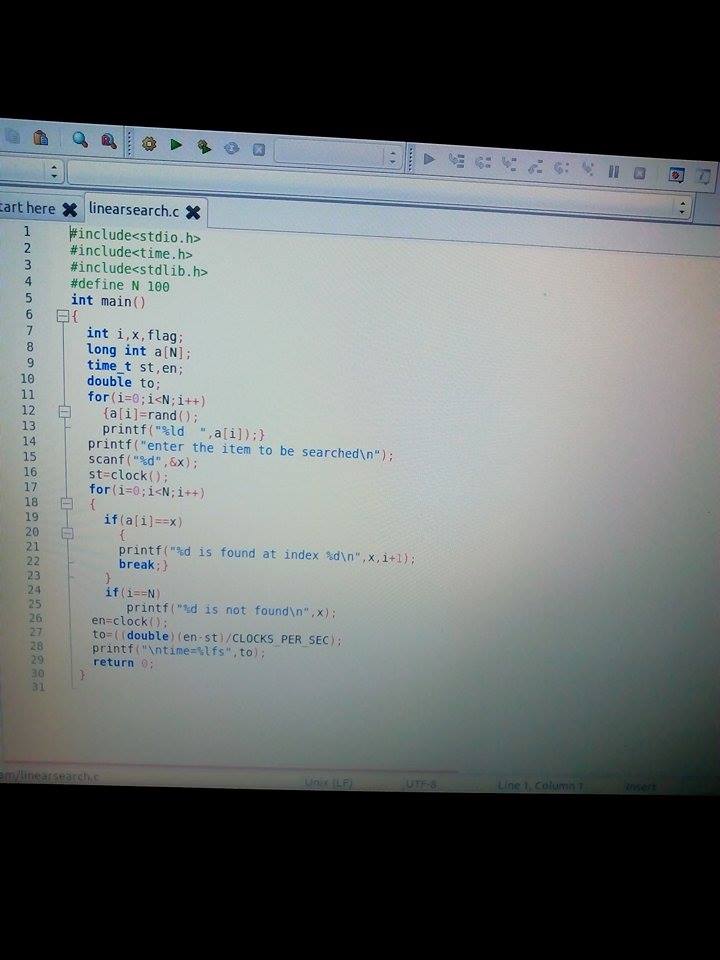 tart here
linearsearch.c
1 #include<stdio.h>
2 #include<time.h>
3 #include<stdlib.h>
4 #define N 100
5 int main()
6 {
7 int i,x,flag;
8 long int a[N];
9 time_t st,en;
10 double to;
11 for(i=0;i<N;i++)
12 {a[i]=rand();
13 printf("%ld  ",a[i]);}
14 printf("enter the item to be searched\n");
15 scanf("%d",&x);
16 st=clock();
17 for(i=0;i<N;i++)
18 {
19 if(a[i]==x)
20 {
21 printf("%d is found at index %d\n",x,i+1);
22 break;}
23 }
24 if(i==N)
25 printf("%d is not found\n",x);
26 en=clock();
27 to=((double)(en-st)/CLOCKS_PER_SEC);
28 printf("\ntime=%lfs",to);
29 return 0;
30 }
31
am/linearsearch.c
Unix (LF)
UTF-8
Line 1, Column 1
Insert